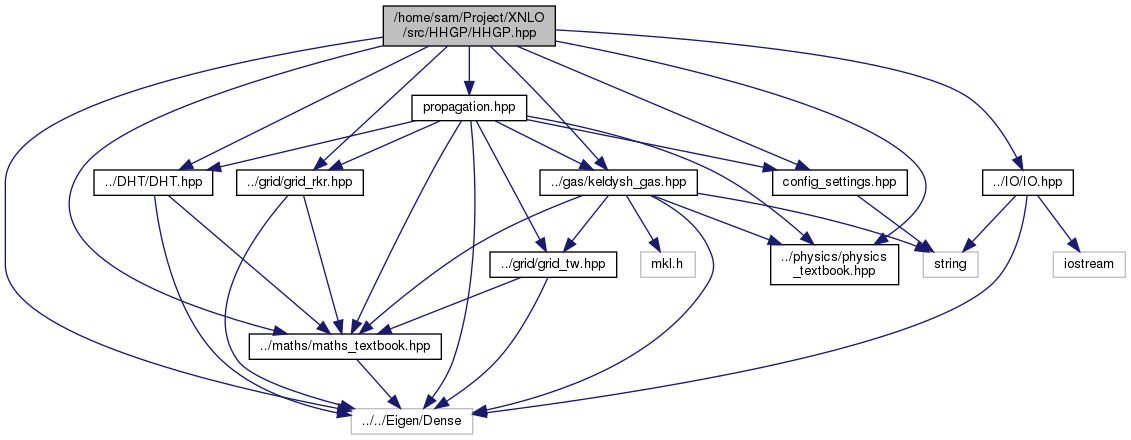 /home/sam/Project/XNLO
/src/HHGP/HHGP.hpp
propagation.hpp
../DHT/DHT.hpp
../grid/grid_rkr.hpp
../gas/keldysh_gas.hpp
config_settings.hpp
../IO/IO.hpp
../grid/grid_tw.hpp
mkl.h
../physics/physics
_textbook.hpp
string
iostream
../maths/maths_textbook.hpp
../../Eigen/Dense